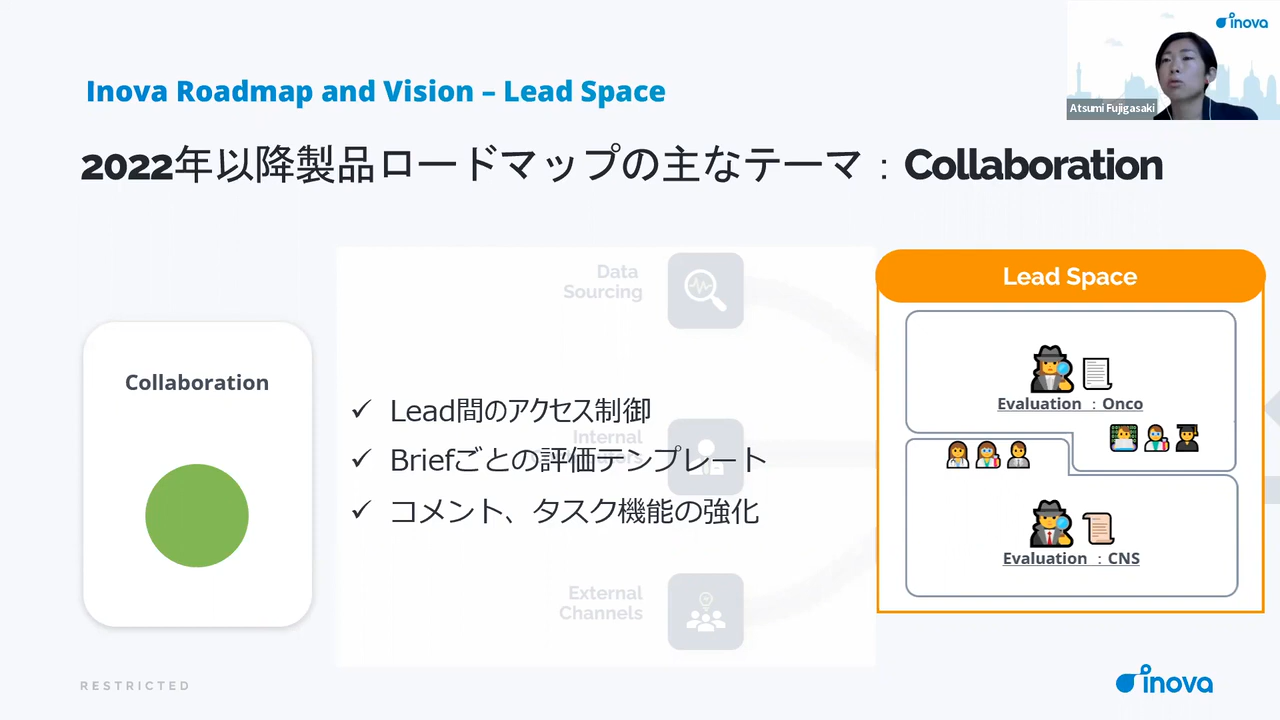 inova
Atsumi Fujigasaki
Inova Roadmap and Vision – Lead Space
2022年以降製品ロードマップの主なテーマ：Collaboration
Collaboration
Data
Sourcing
✓ Lead間のアクセス制御
Internal
✓ Briefごとの評価テンプレート
✓ コメント、タスク機能の強化
External
Channels
Lead Space
Evaluation ：Onco
Evaluation ：CNS
RESTRICTED
inova